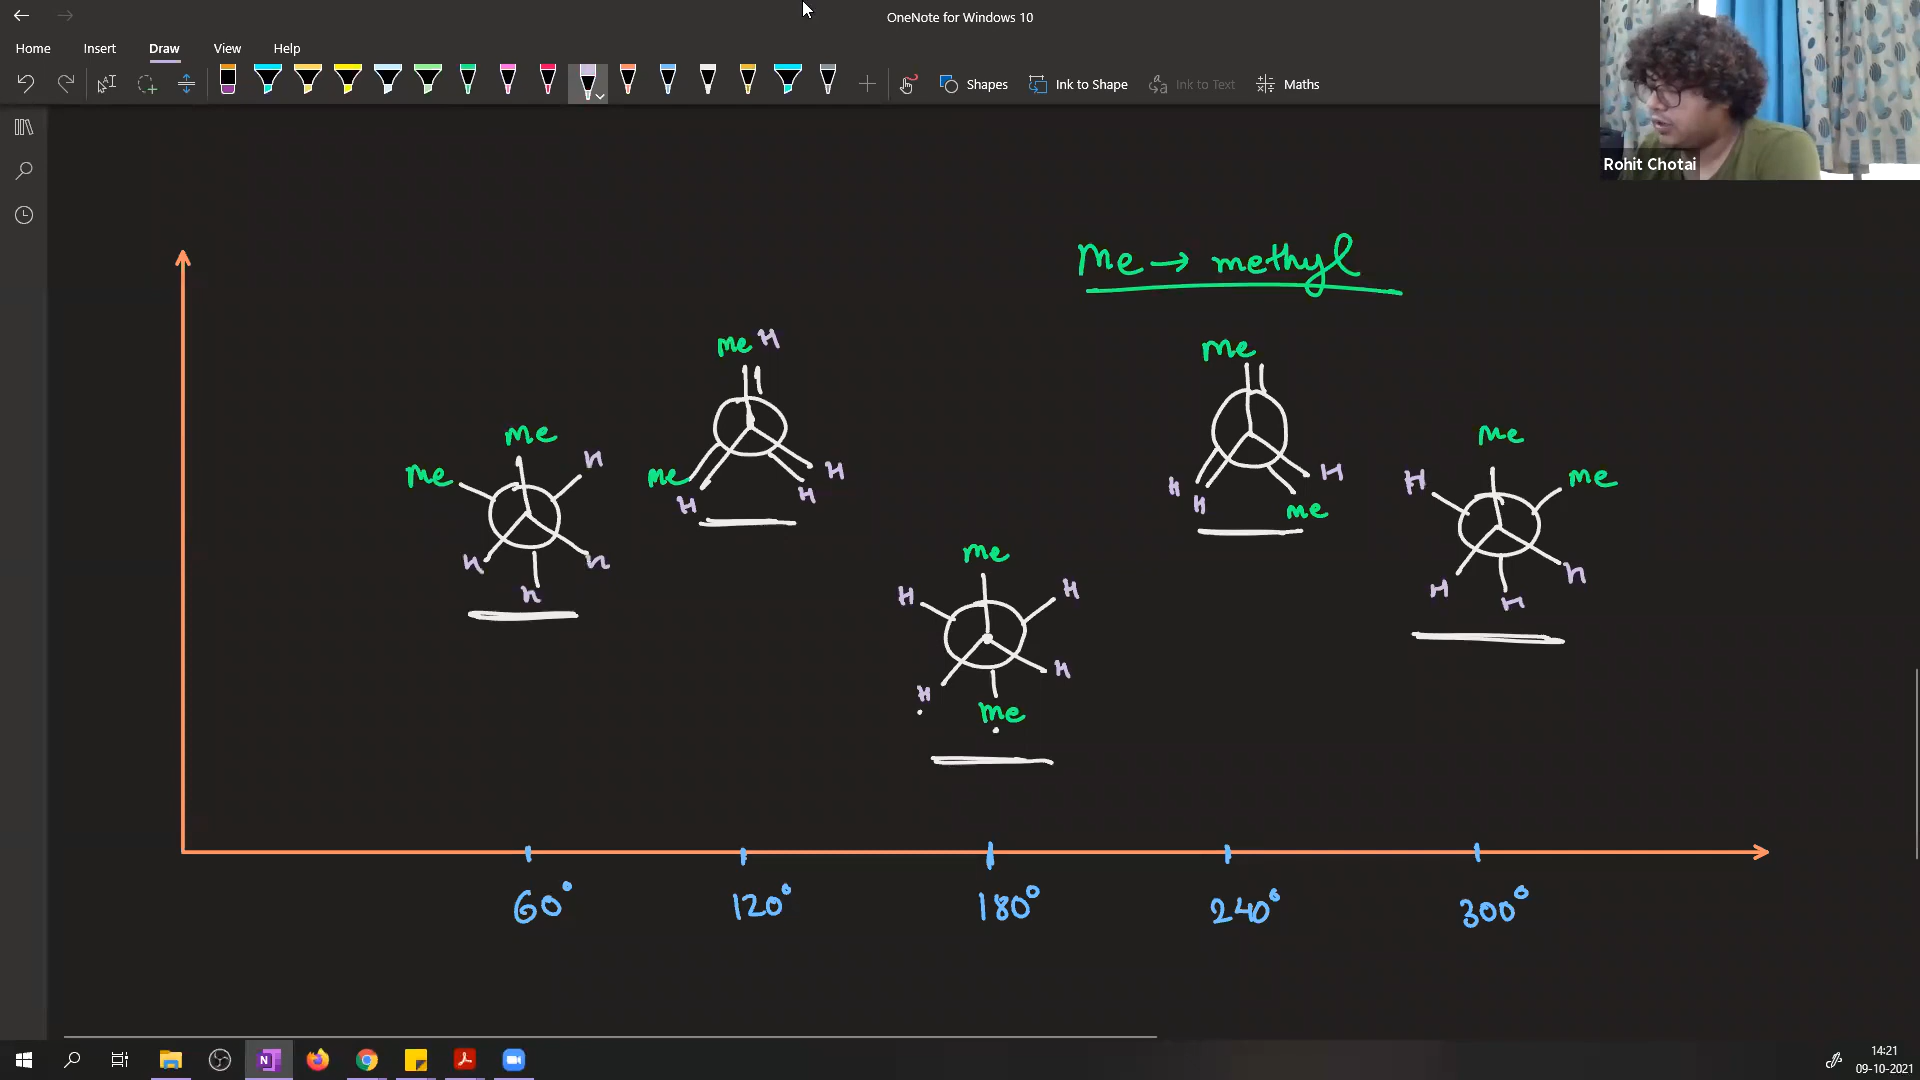 OneNote for Windows 10
Home Insert Draw View Help
Shapes Ink to Shape Ink to Text Maths
Rohit Chotai
Me → methyl
Me H
Me
H
Me
H
H
Me
H
H
Me
Me
H
H
H
H
H
H
Me
H
Me
Me
H
H
H
H
Me
H
H
H
H
Me
60° 120° 180° 240° 300°
14:21
09-10-2021